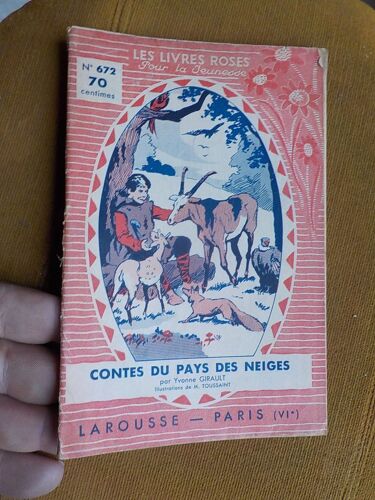 LES LIVRES ROSES
Pour la Jeunesse
N° 672
70
centimes
CONTES DU PAYS DES NEIGES
par Yvonne GIRAULT
Illustrations de M. TOUSSAINT
LAROUSSE — PARIS (VIe)